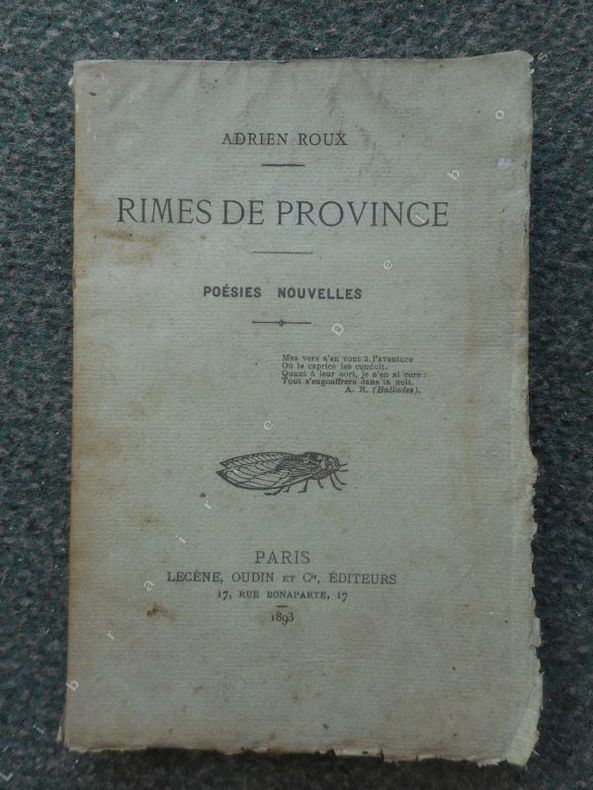 ADRIEN ROUX
RIMES DE PROVINCE
POÉSIES NOUVELLES
Mes vers s'en vont à l'aventure
Où le caprice les conduit.
Quant à leur sort, je n'en ai cure :
Tout s'engouffrera dans la nuit.
A. R. (Ballades).
PARIS
LECÈNE, OUDIN ET Cie, ÉDITEURS
17, RUE BONAPARTE, 17
1893